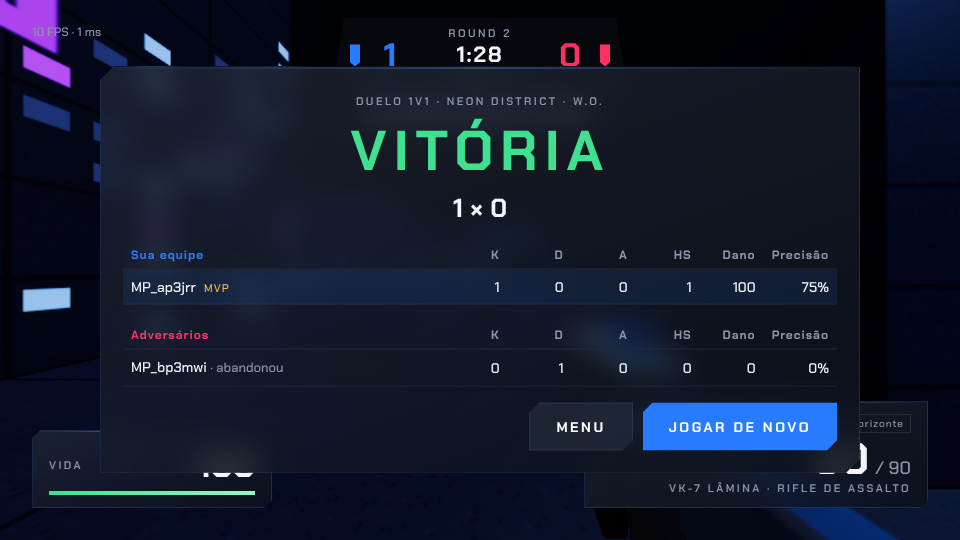 10 FPS · 1 ms
ROUND 2
1 1:28 0
DUELO 1V1 · NEON DISTRICT · W.O.
VITÓRIA
1 × 0
Sua equipe K D A HS Dano Precisão
MP_ap3jrr MVP 1 0 0 1 100 75%
Adversários K D A HS Dano Precisão
MP_bp3mwi · abandonou 0 1 0 0 0 0%
MENU JOGAR DE NOVO
VIDA
/ 90
VK-7 LÂMINA · RIFLE DE ASSALTO